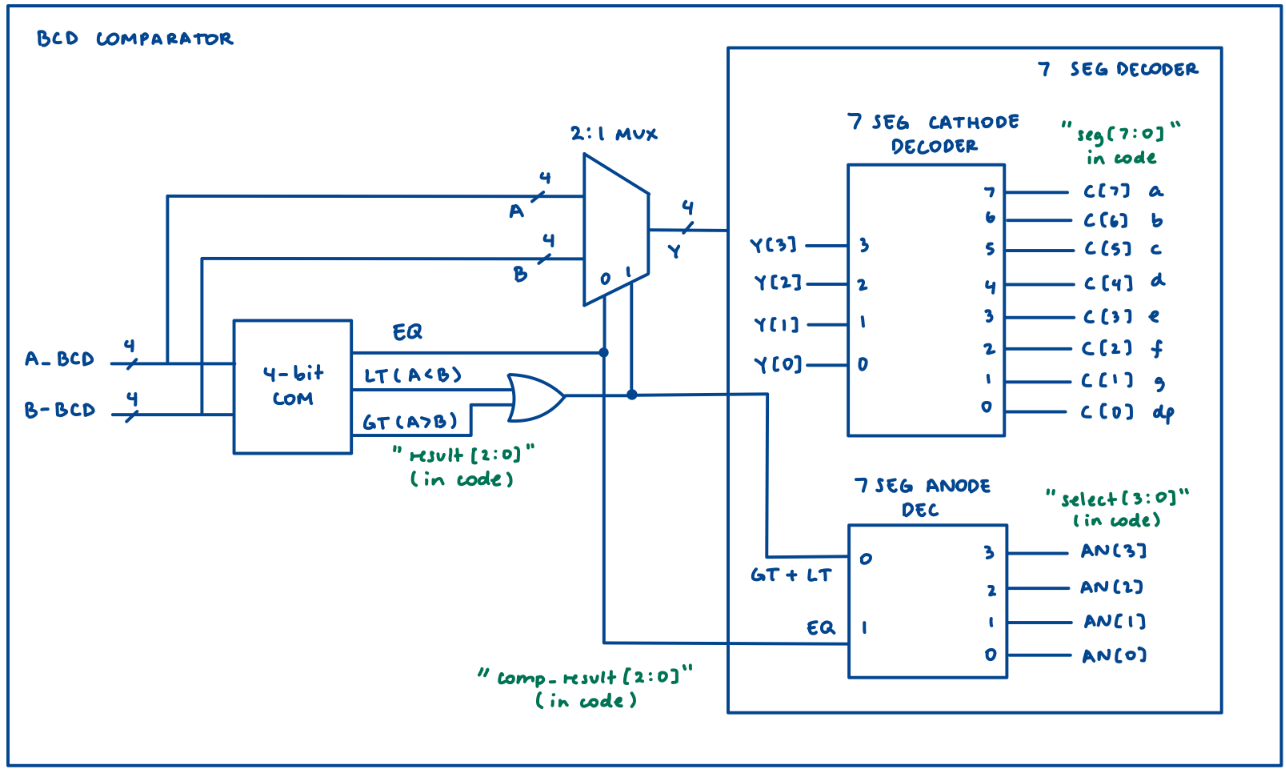 BCD COMPARATOR
7 SEG DECODER
2:1 MUX
4
A
4
B
0 1
4
Y
A_BCD
4
B-BCD
4
4-bit
COM
EQ
LT(A<B)
GT(A>B)
"result[2:0]"
(in code)
"comp_result[2:0]"
(in code)
7 SEG CATHODE
DECODER
"seg[7:0]"
in code
Y[3] 3
Y[2] 2
Y[1] 1
Y[0] 0
7 C[7] a
6 C[6] b
5 C[5] c
4 C[4] d
3 C[3] e
2 C[2] f
1 C[1] g
0 C[0] dp
7 SEG ANODE
DEC
"select[3:0]"
(in code)
GT + LT 0
EQ 1
3 AN[3]
2 AN[2]
1 AN[1]
0 AN[0]